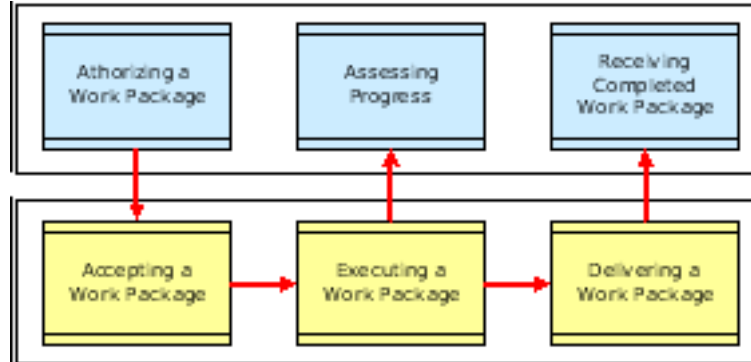 Athorizing a
Work Package
Assessing
Progress
Receiving
Completed
Work Package
Accepting a
Work Package
Executing a
Work Package
Delivering a
Work Package